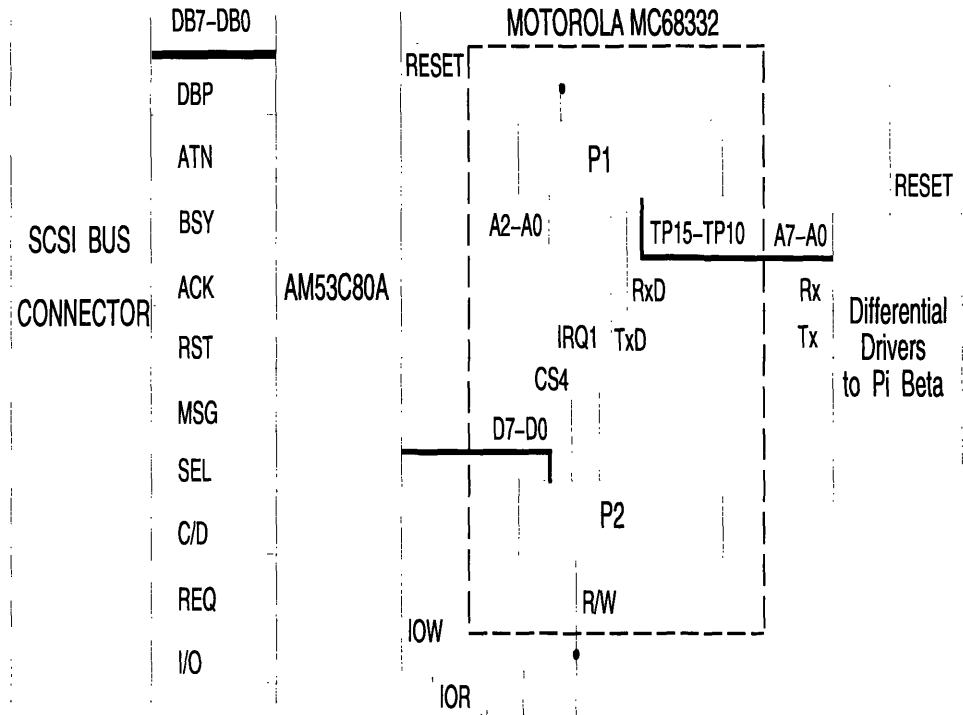 DB7-DB0
MOTOROLA MC68332
RESET
DBP
ATN
P1
RESET
BSY
A2-A0
TP15-TP10
A7-A0
SCSI BUS
CONNECTOR
ACK
AM53C80A
RxD
Rx
Differential
Drivers
to Pi Beta
RST
IRQ1
TxD
Tx
CS4
MSG
D7-D0
SEL
P2
C/D
REQ
R/W
IOW
I/O
IOR